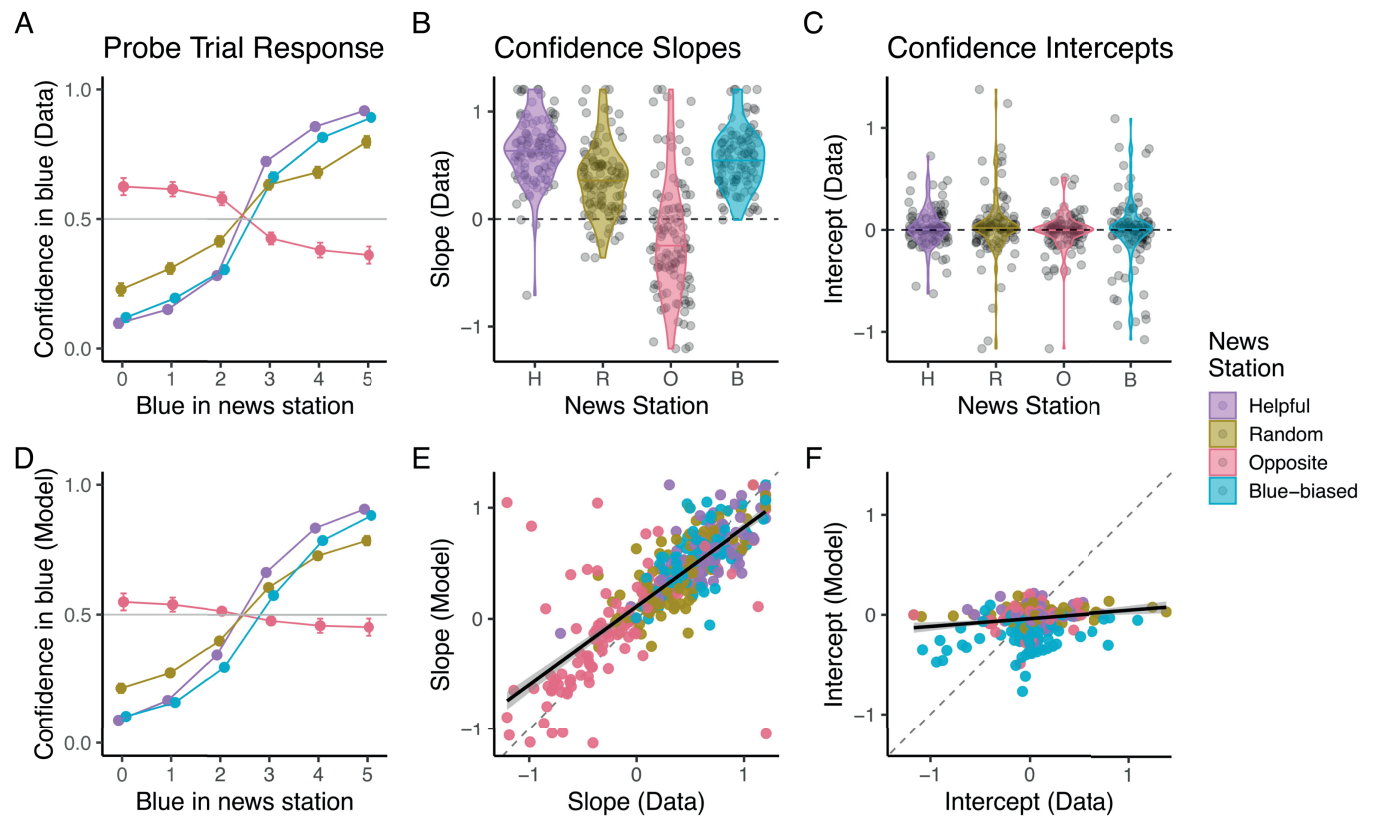 A
Probe Trial Response
Confidence in blue (Data)
1.0
0.5
0.0
0 1 2 3 4 5
Blue in news station
B
Confidence Slopes
Slope (Data)
1
0
−1
H R O B
News Station
C
Confidence Intercepts
Intercept (Data)
1
0
−1
H R O B
News Station
News
Station
Helpful
Random
Opposite
Blue−biased
D
Confidence in blue (Model)
1.0
0.5
0.0
0 1 2 3 4 5
Blue in news station
E
Slope (Model)
1
0
−1
−1 0 1
Slope (Data)
F
Intercept (Model)
1
0
−1
−1 0 1
Intercept (Data)